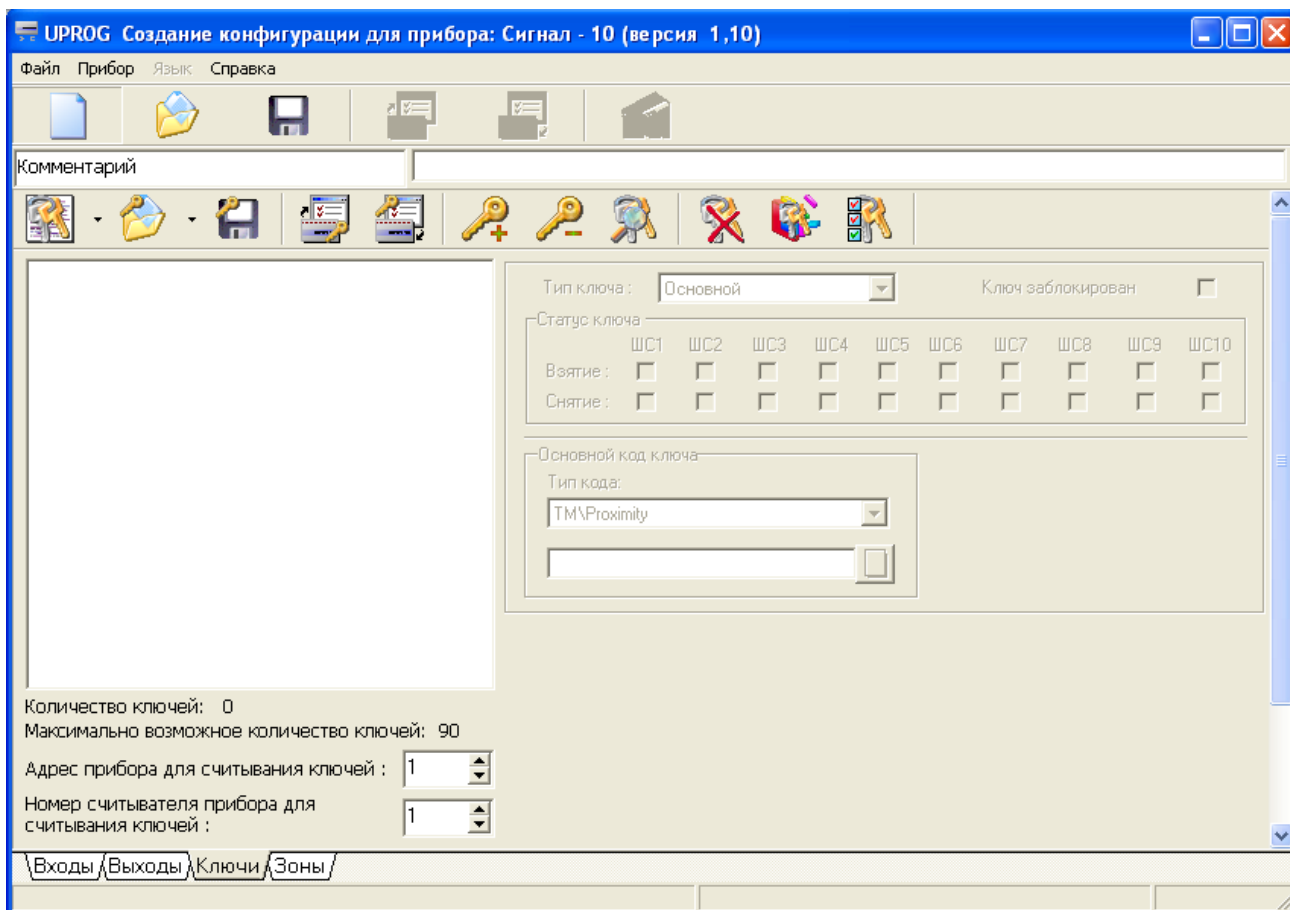 UPROG Создание конфигурации для прибора: Сигнал - 10 (версия 1,10)
Файл Прибор Язык Справка
Комментарий
Тип ключа : Основной Ключ заблокирован
Статус ключа
ШС1 ШС2 ШС3 ШС4 ШС5 ШС6 ШС7 ШС8 ШС9 ШС10
Взятие :
Снятие :
Основной код ключа
Тип кода:
TM\Proximity
Количество ключей: 0
Максимально возможное количество ключей: 90
Адрес прибора для считывания ключей : 1
Номер считывателя прибора для
считывания ключей : 1
Входы Выходы Ключи Зоны